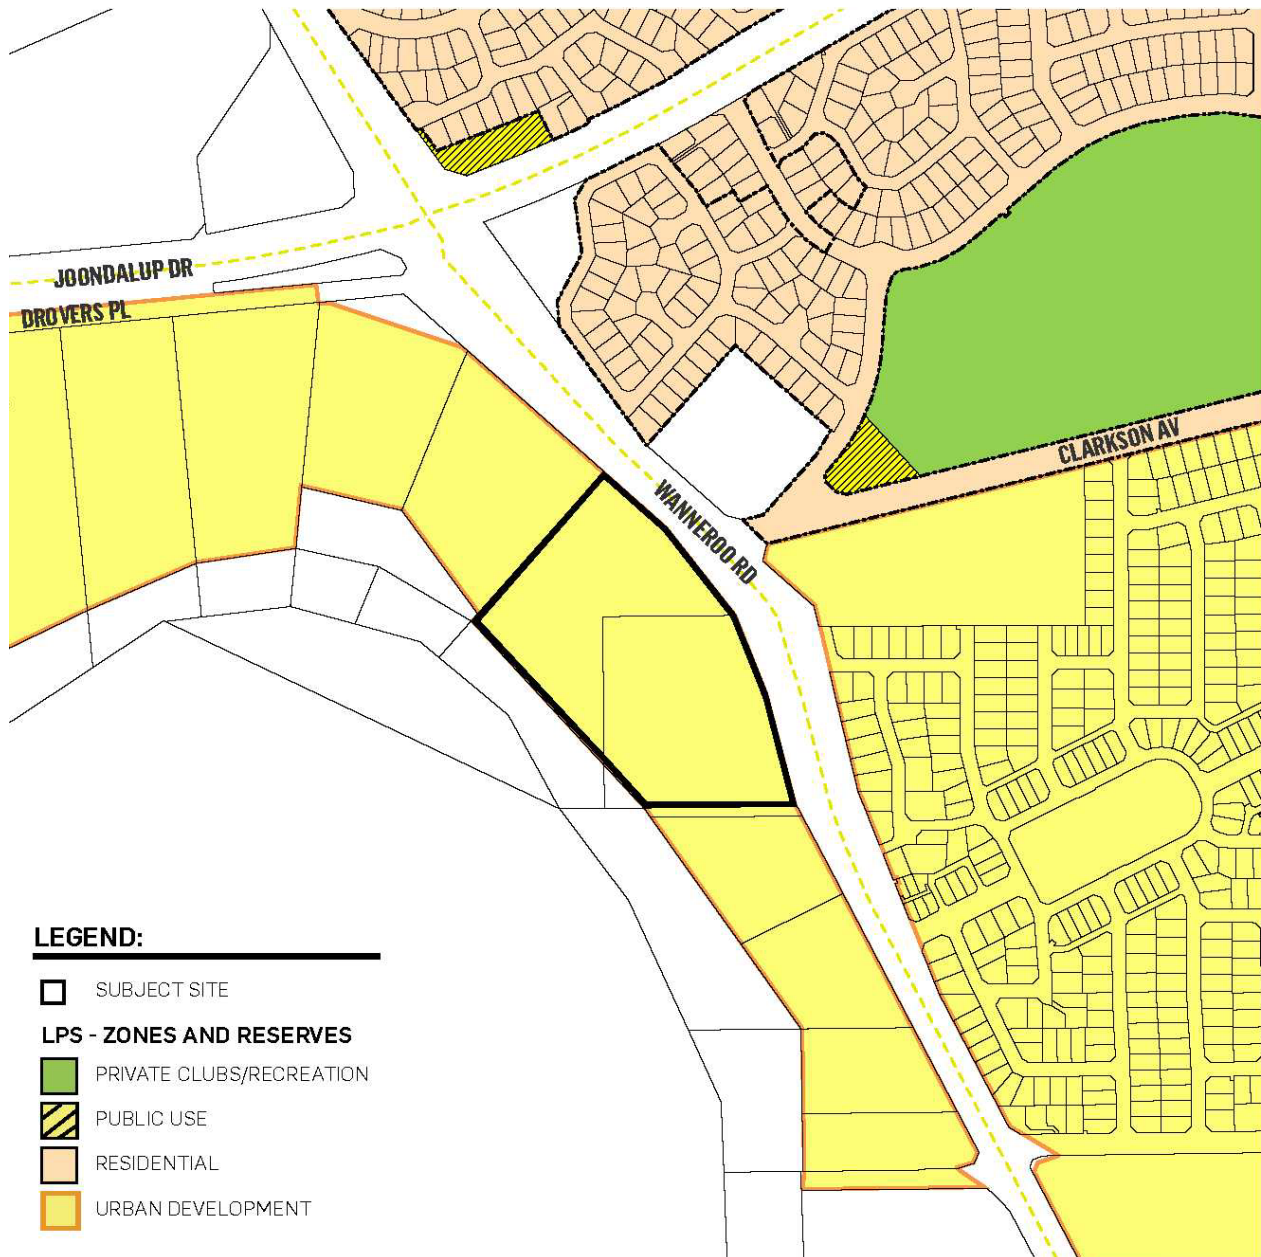 JOONDALUP DR
DROVERS PL
CLARKSON AV
WANNEROO RD
LEGEND:
SUBJECT SITE
LPS - ZONES AND RESERVES
PRIVATE CLUBS/RECREATION
PUBLIC USE
RESIDENTIAL
URBAN DEVELOPMENT